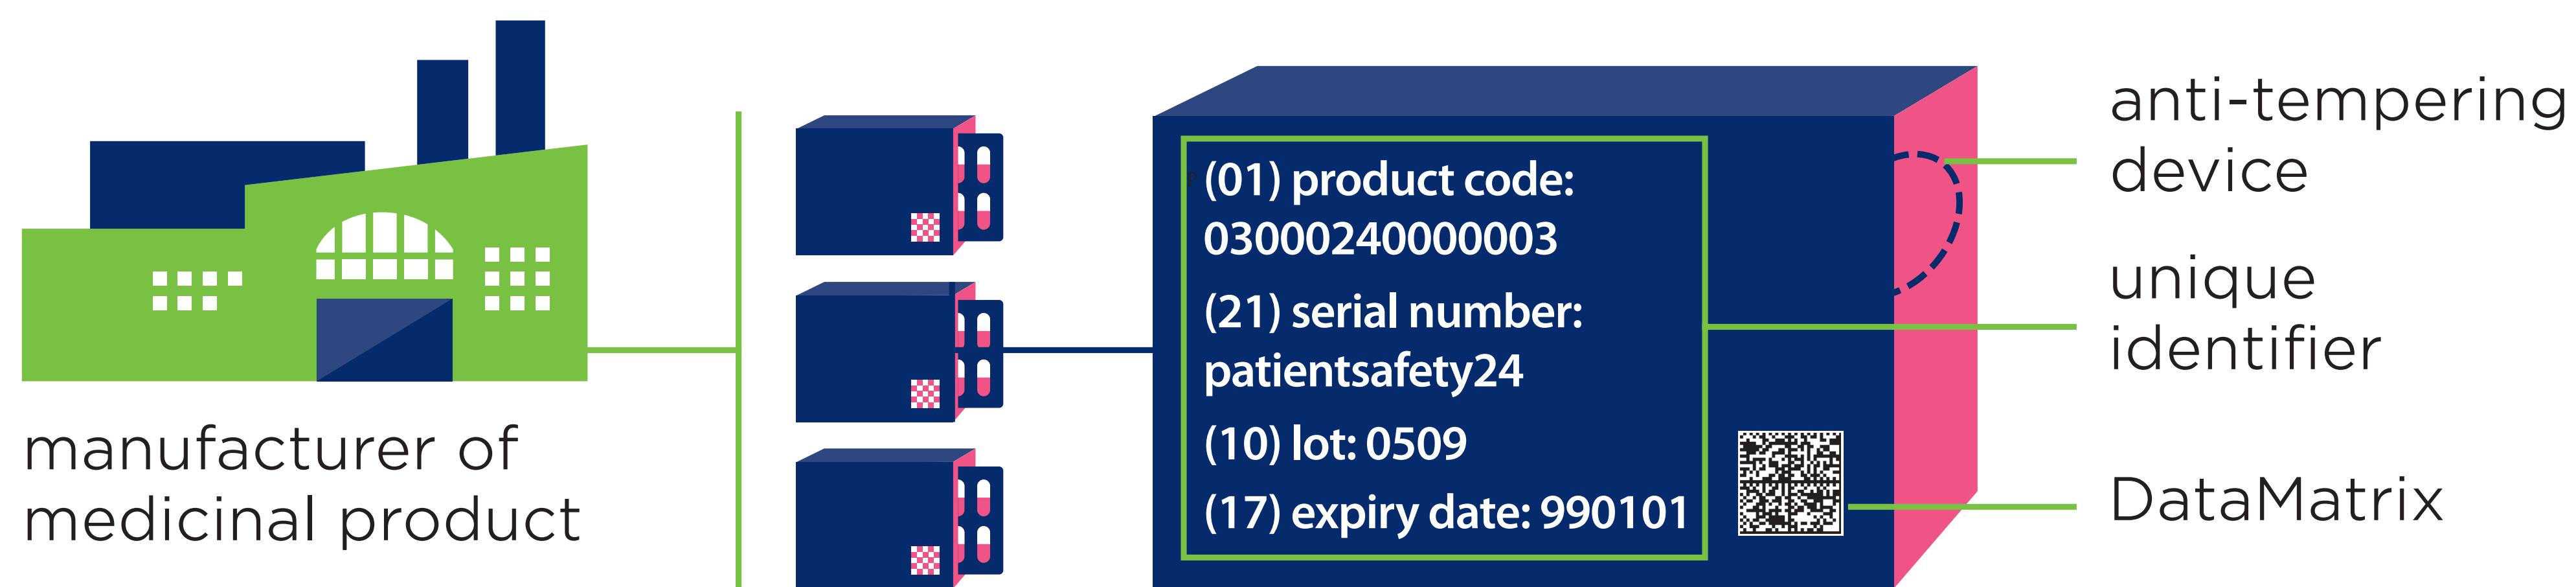 manufacturer of
medicinal product
(01) product code:
03000240000003
(21) serial number:
patientsafety24
(10) lot: 0509
(17) expiry date: 990101
anti-tempering
device
unique
identifier
DataMatrix